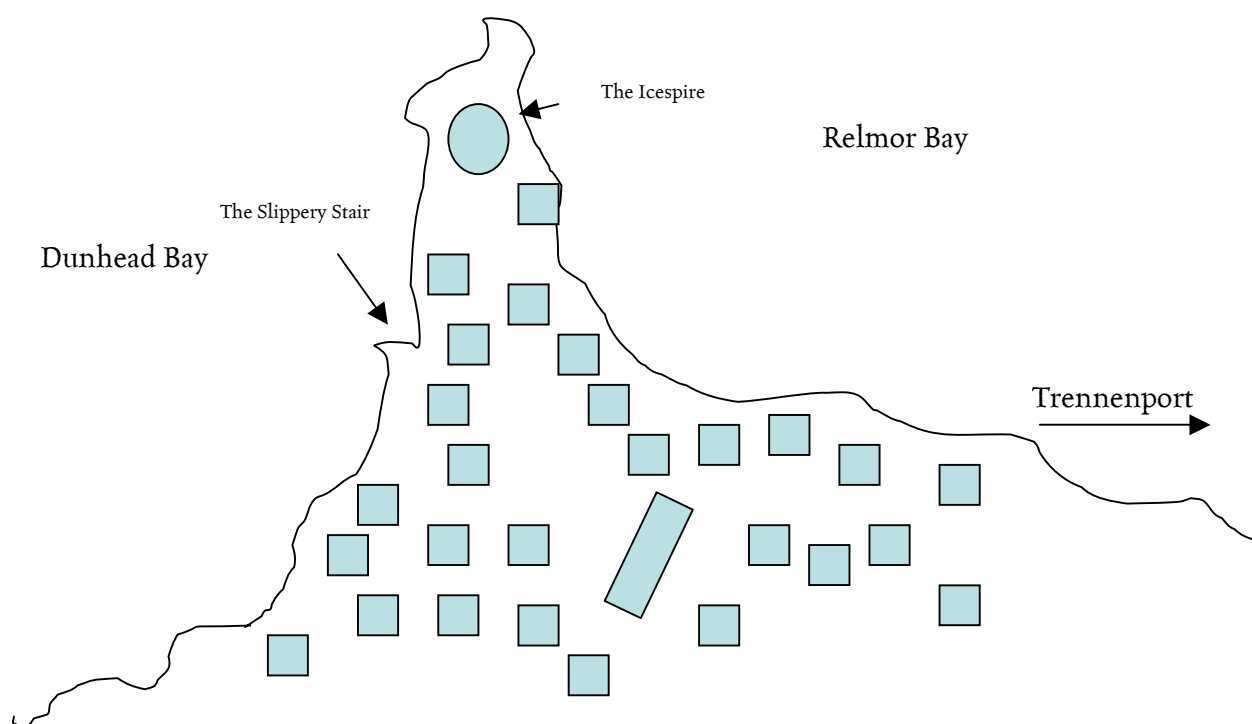 The Icespire
Relmor Bay
The Slippery Stair
Dunhead Bay
Trennenport